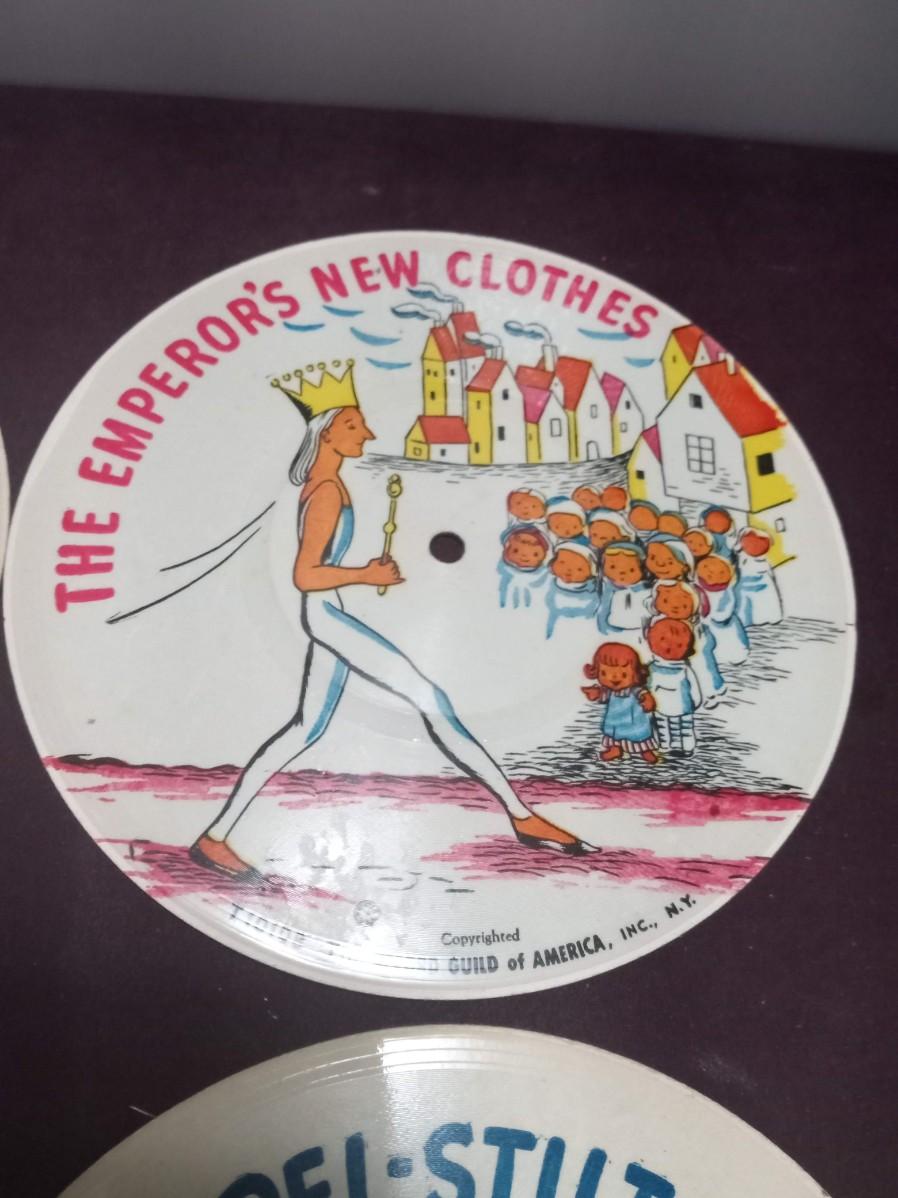 THE EMPEROR'S NEW CLOTHES
Copyrighted
GUILD of AMERICA, INC., N.Y.